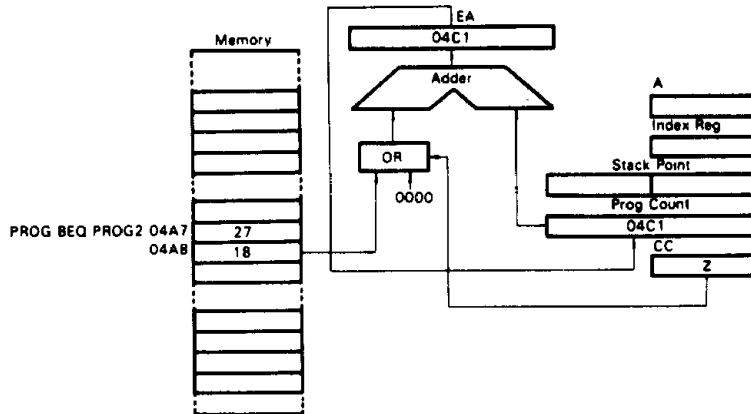 EA
04C1
Memory
Adder
A
Index Reg
OR
Stack Point
0000
Prog Count
PROG BEQ PROG2 04A7 27
04C1
04A8 18
CC
Z